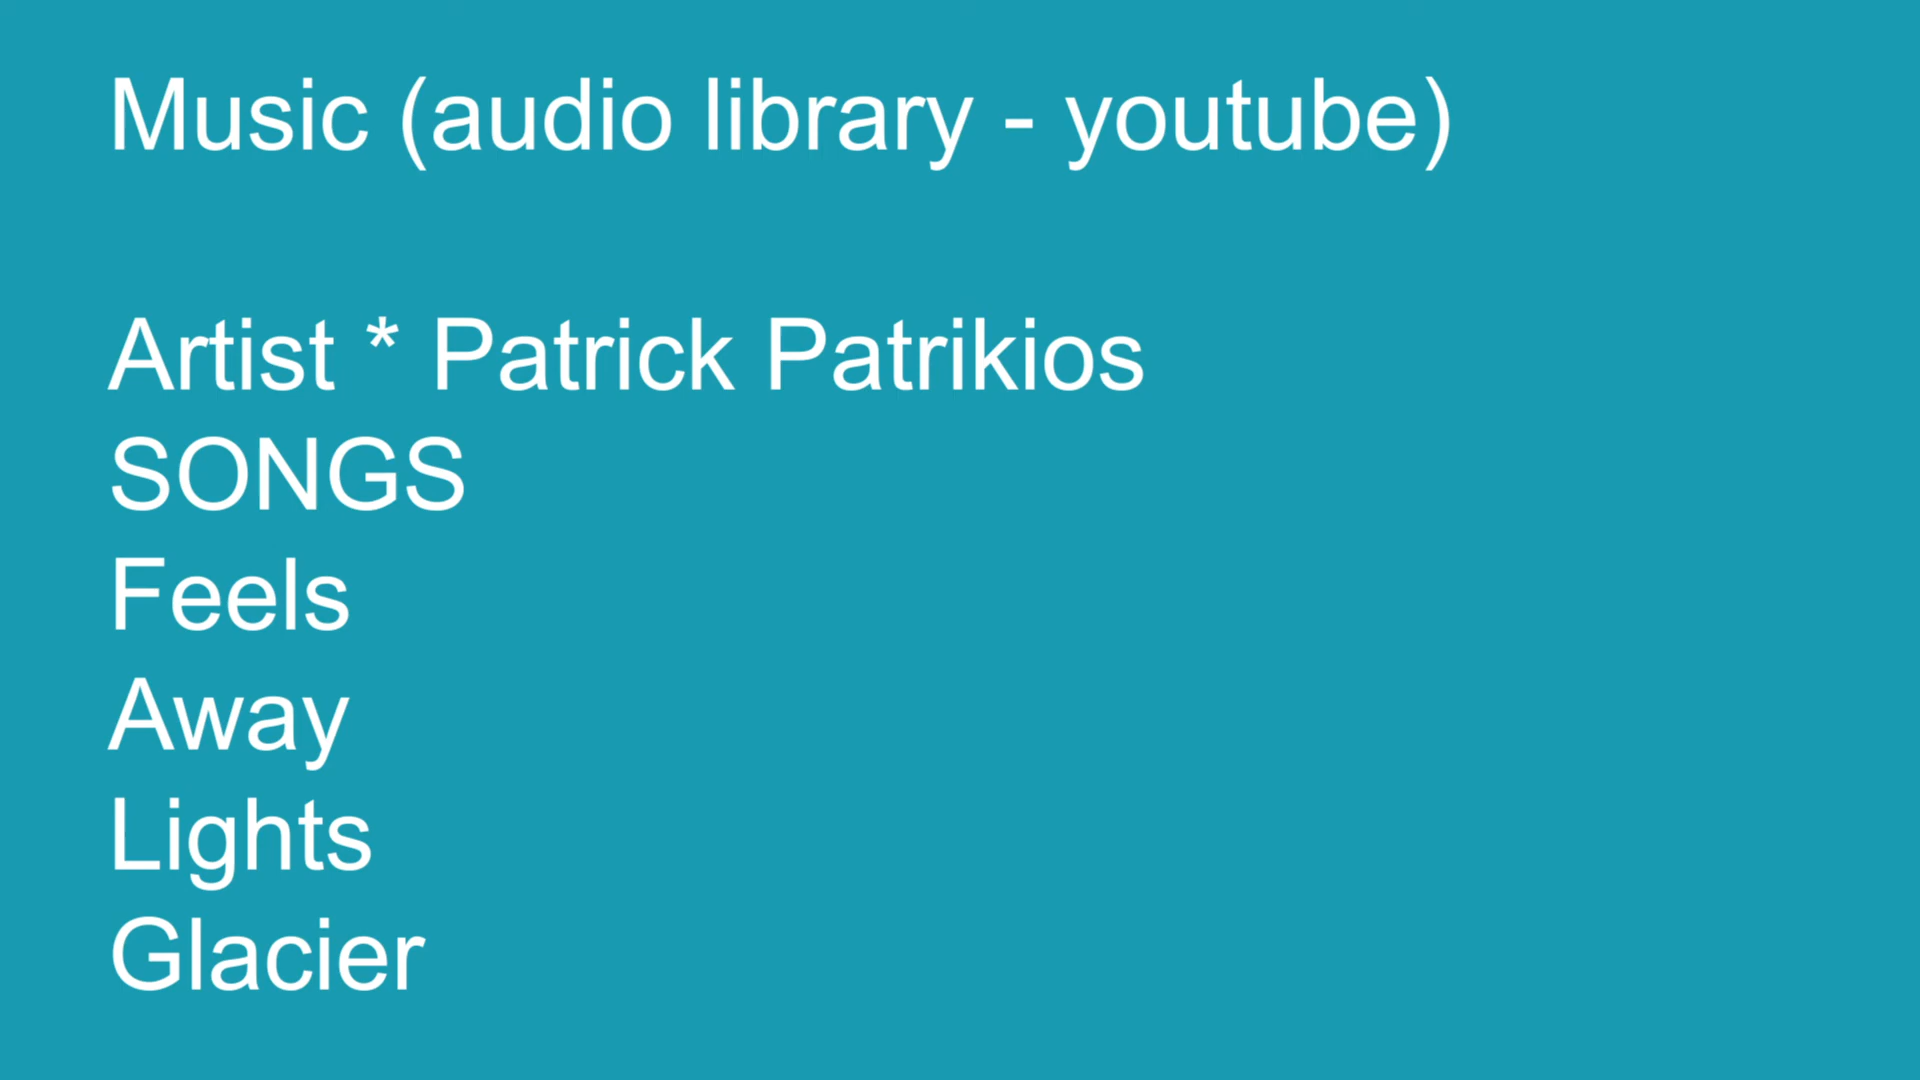 Music (audio library - youtube)
Artist * Patrick Patrikios
SONGS
Feels
Away
Lights
Glacier